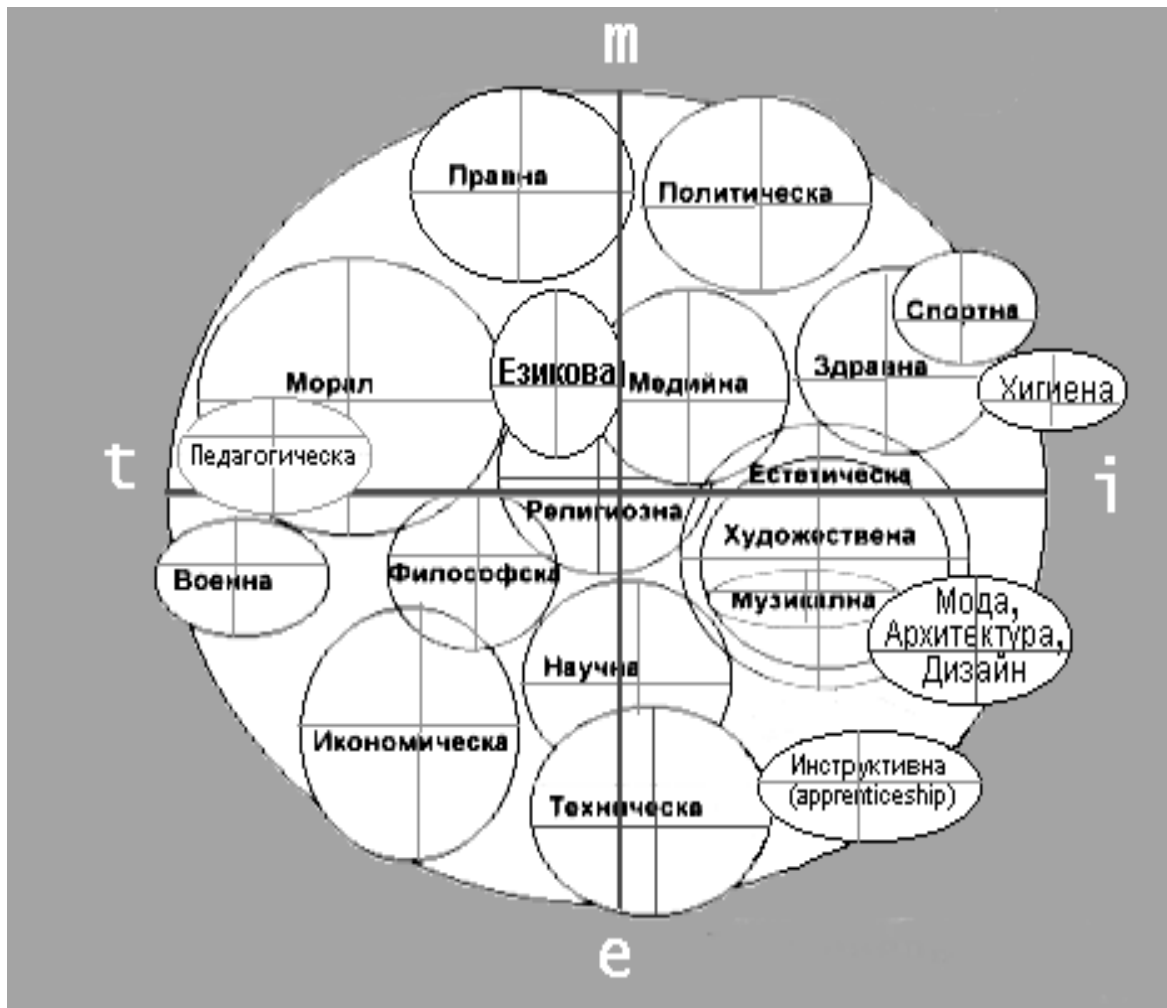 m
Правна
Политическа
Спортна
Езикова
Морал
Медийна
Здравна
Хигиена
Педагогическа
t
i
Естетическа
Религиозна
Художествена
Военна
Философска
Музикална
Мода,
Архитектура,
Дизайн
Научна
Икономическа
Инструктивна
(apprenticeship)
Техническа
e